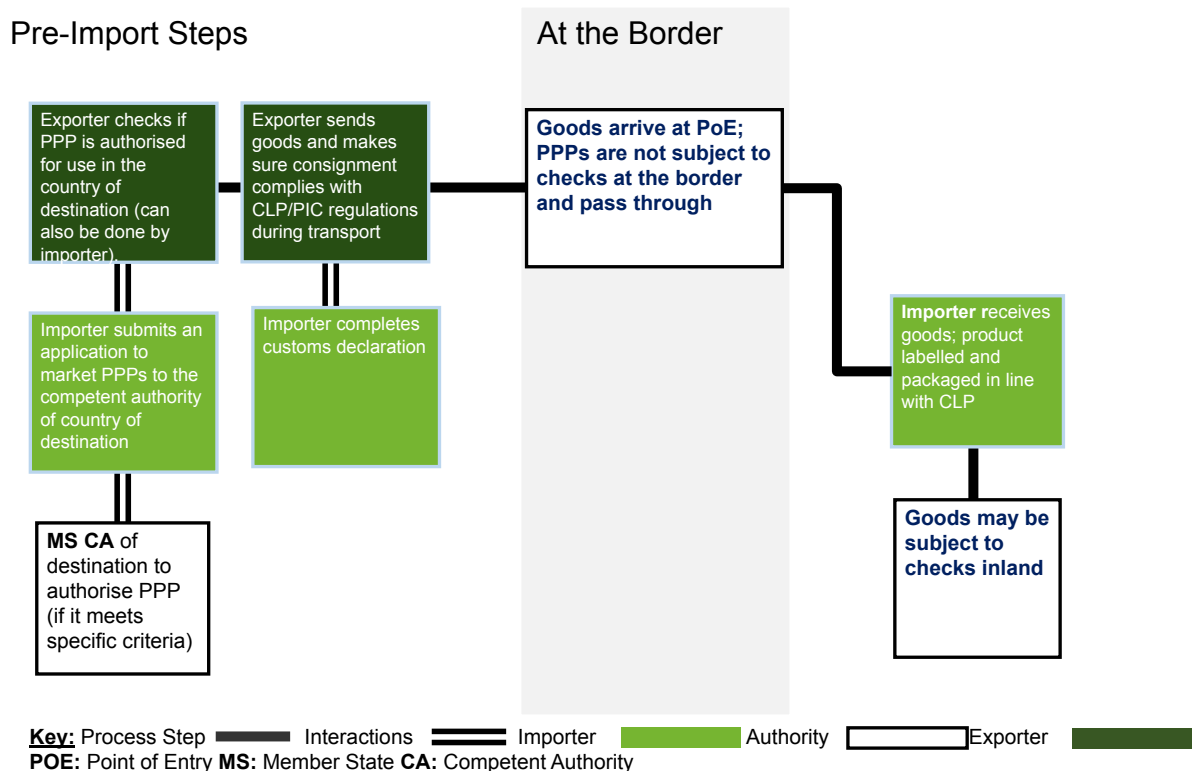 Pre-Import Steps
At the Border
Exporter checks if
PPP is authorised
for use in the
country of
destination (can
also be done by
importer).
Exporter sends
goods and makes
sure consignment
complies with
CLP/PIC regulations
during transport
Goods arrive at PoE;
PPPs are not subject to
checks at the border
and pass through
Importer submits an
application to
market PPPs to the
competent authority
of country of
destination
Importer completes
customs declaration
Importer receives
goods; product
labelled and
packaged in line
with CLP
MS CA of
destination to
authorise PPP
(if it meets
specific criteria)
Goods may be
subject to
checks inland
Key: Process Step Interactions Importer Authority Exporter
POE: Point of Entry MS: Member State CA: Competent Authority